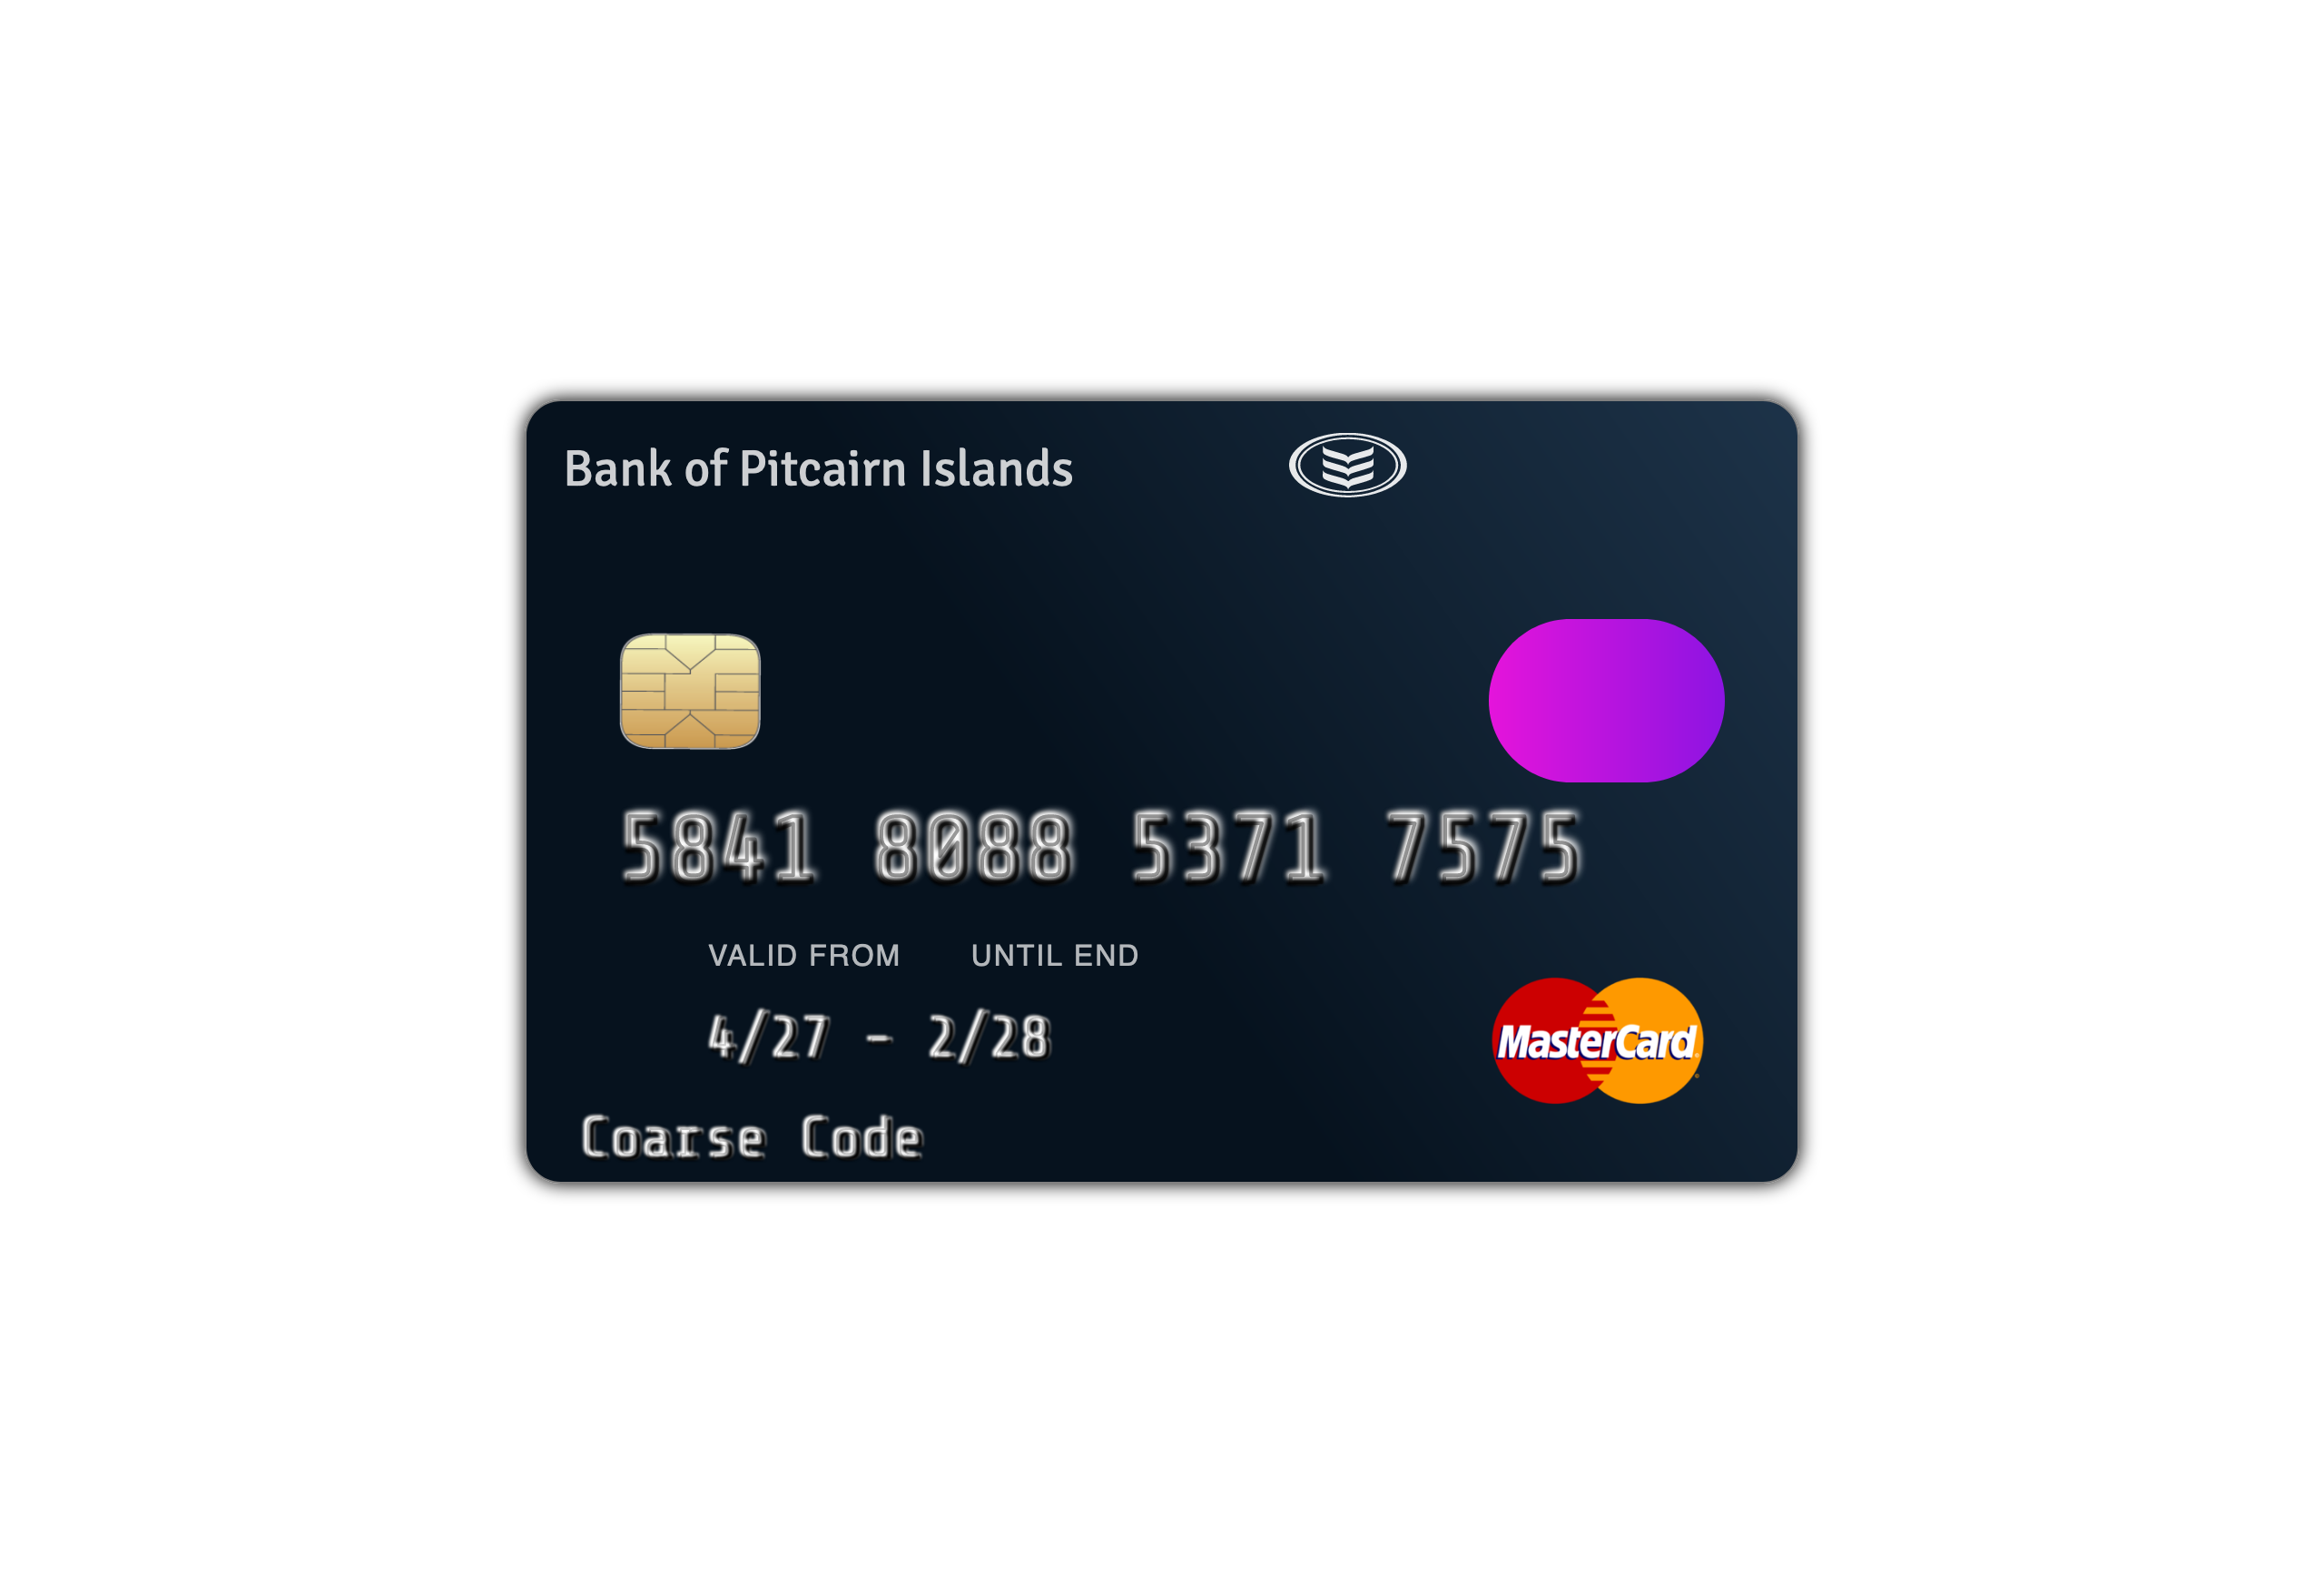 Bank of Pitcairn Islands
5841 8088 5371 7575
VALID FROM UNTIL END
4/27 - 2/28
MasterCard
Coarse Code